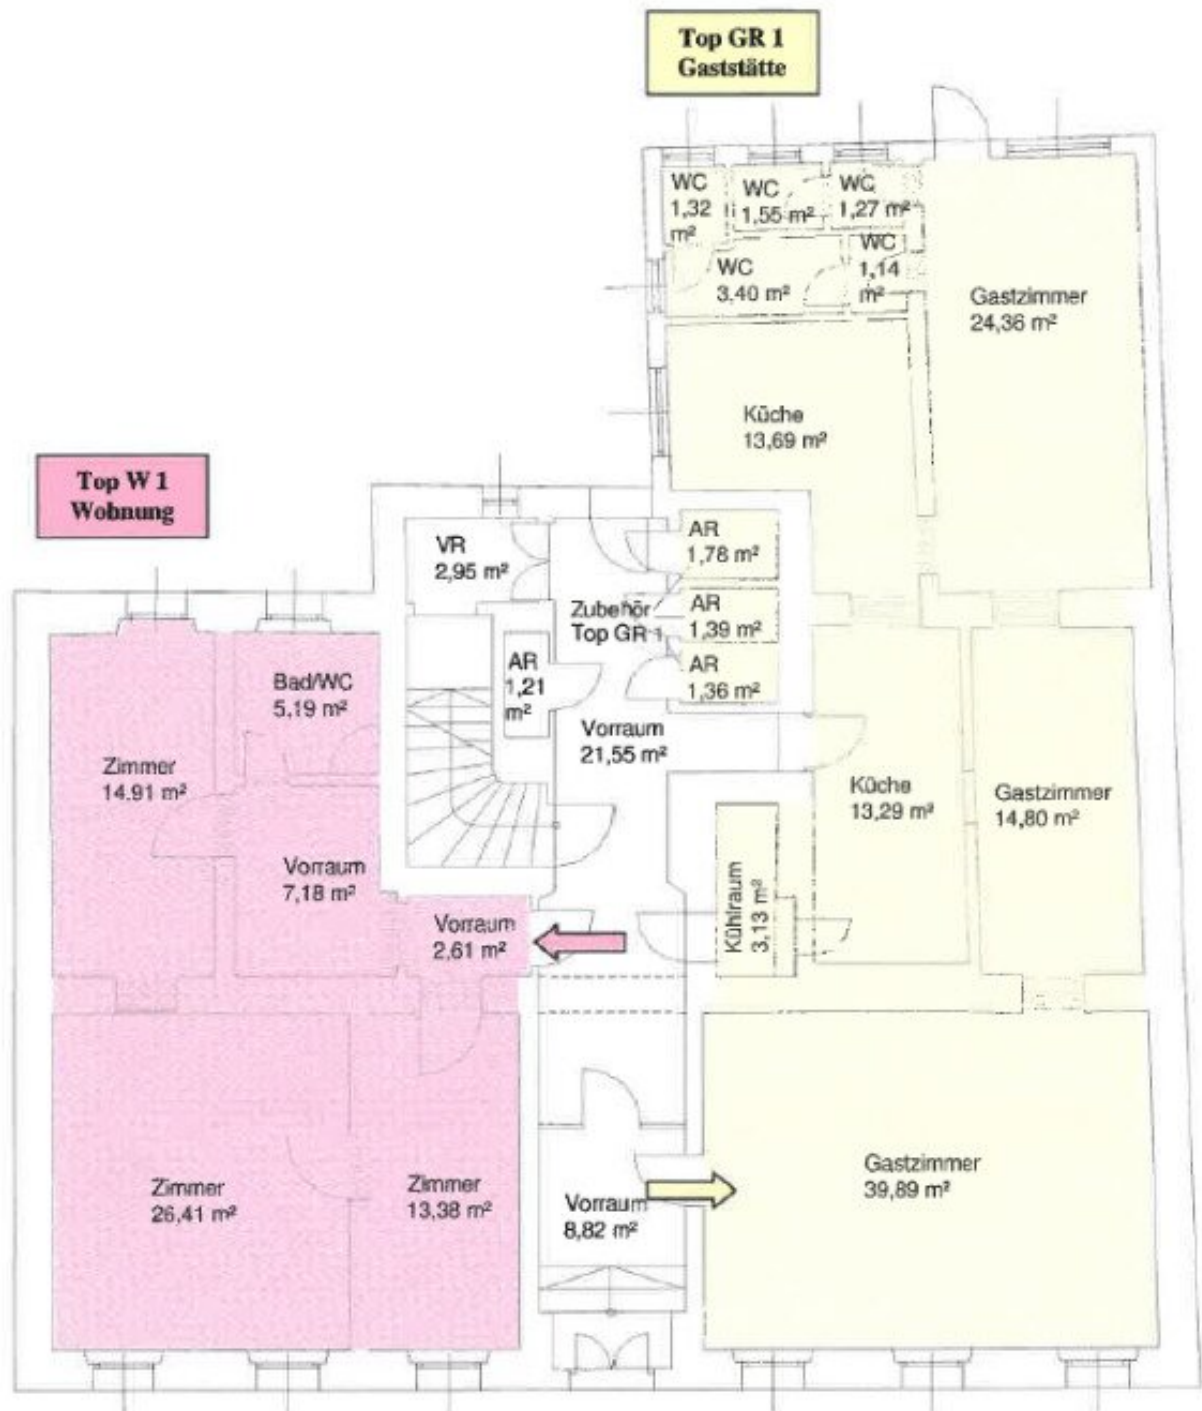 Top GR 1
Gaststätte
WC
1,32
m²
WC
1,55 m²
WC
1,27 m²
WC
3,40 m²
WC
1,14
m²
Gastzimmer
24,36 m²
Küche
13,69 m²
Top W 1
Wohnung
VR
2,95 m²
AR
1,78 m²
Zubehör
Top GR 1
AR
1,39 m²
AR
1,21
m²
AR
1,36 m²
Bad/WC
5,19 m²
Zimmer
14,91 m²
Vorraum
21,55 m²
Küche
13,29 m²
Gastzimmer
14,80 m²
Vorraum
7,18 m²
Vorraum
2,61 m²
Kühlraum
3,13 m²
Zimmer
26,41 m²
Zimmer
13,38 m²
Vorraum
8,82 m²
Gastzimmer
39,89 m²